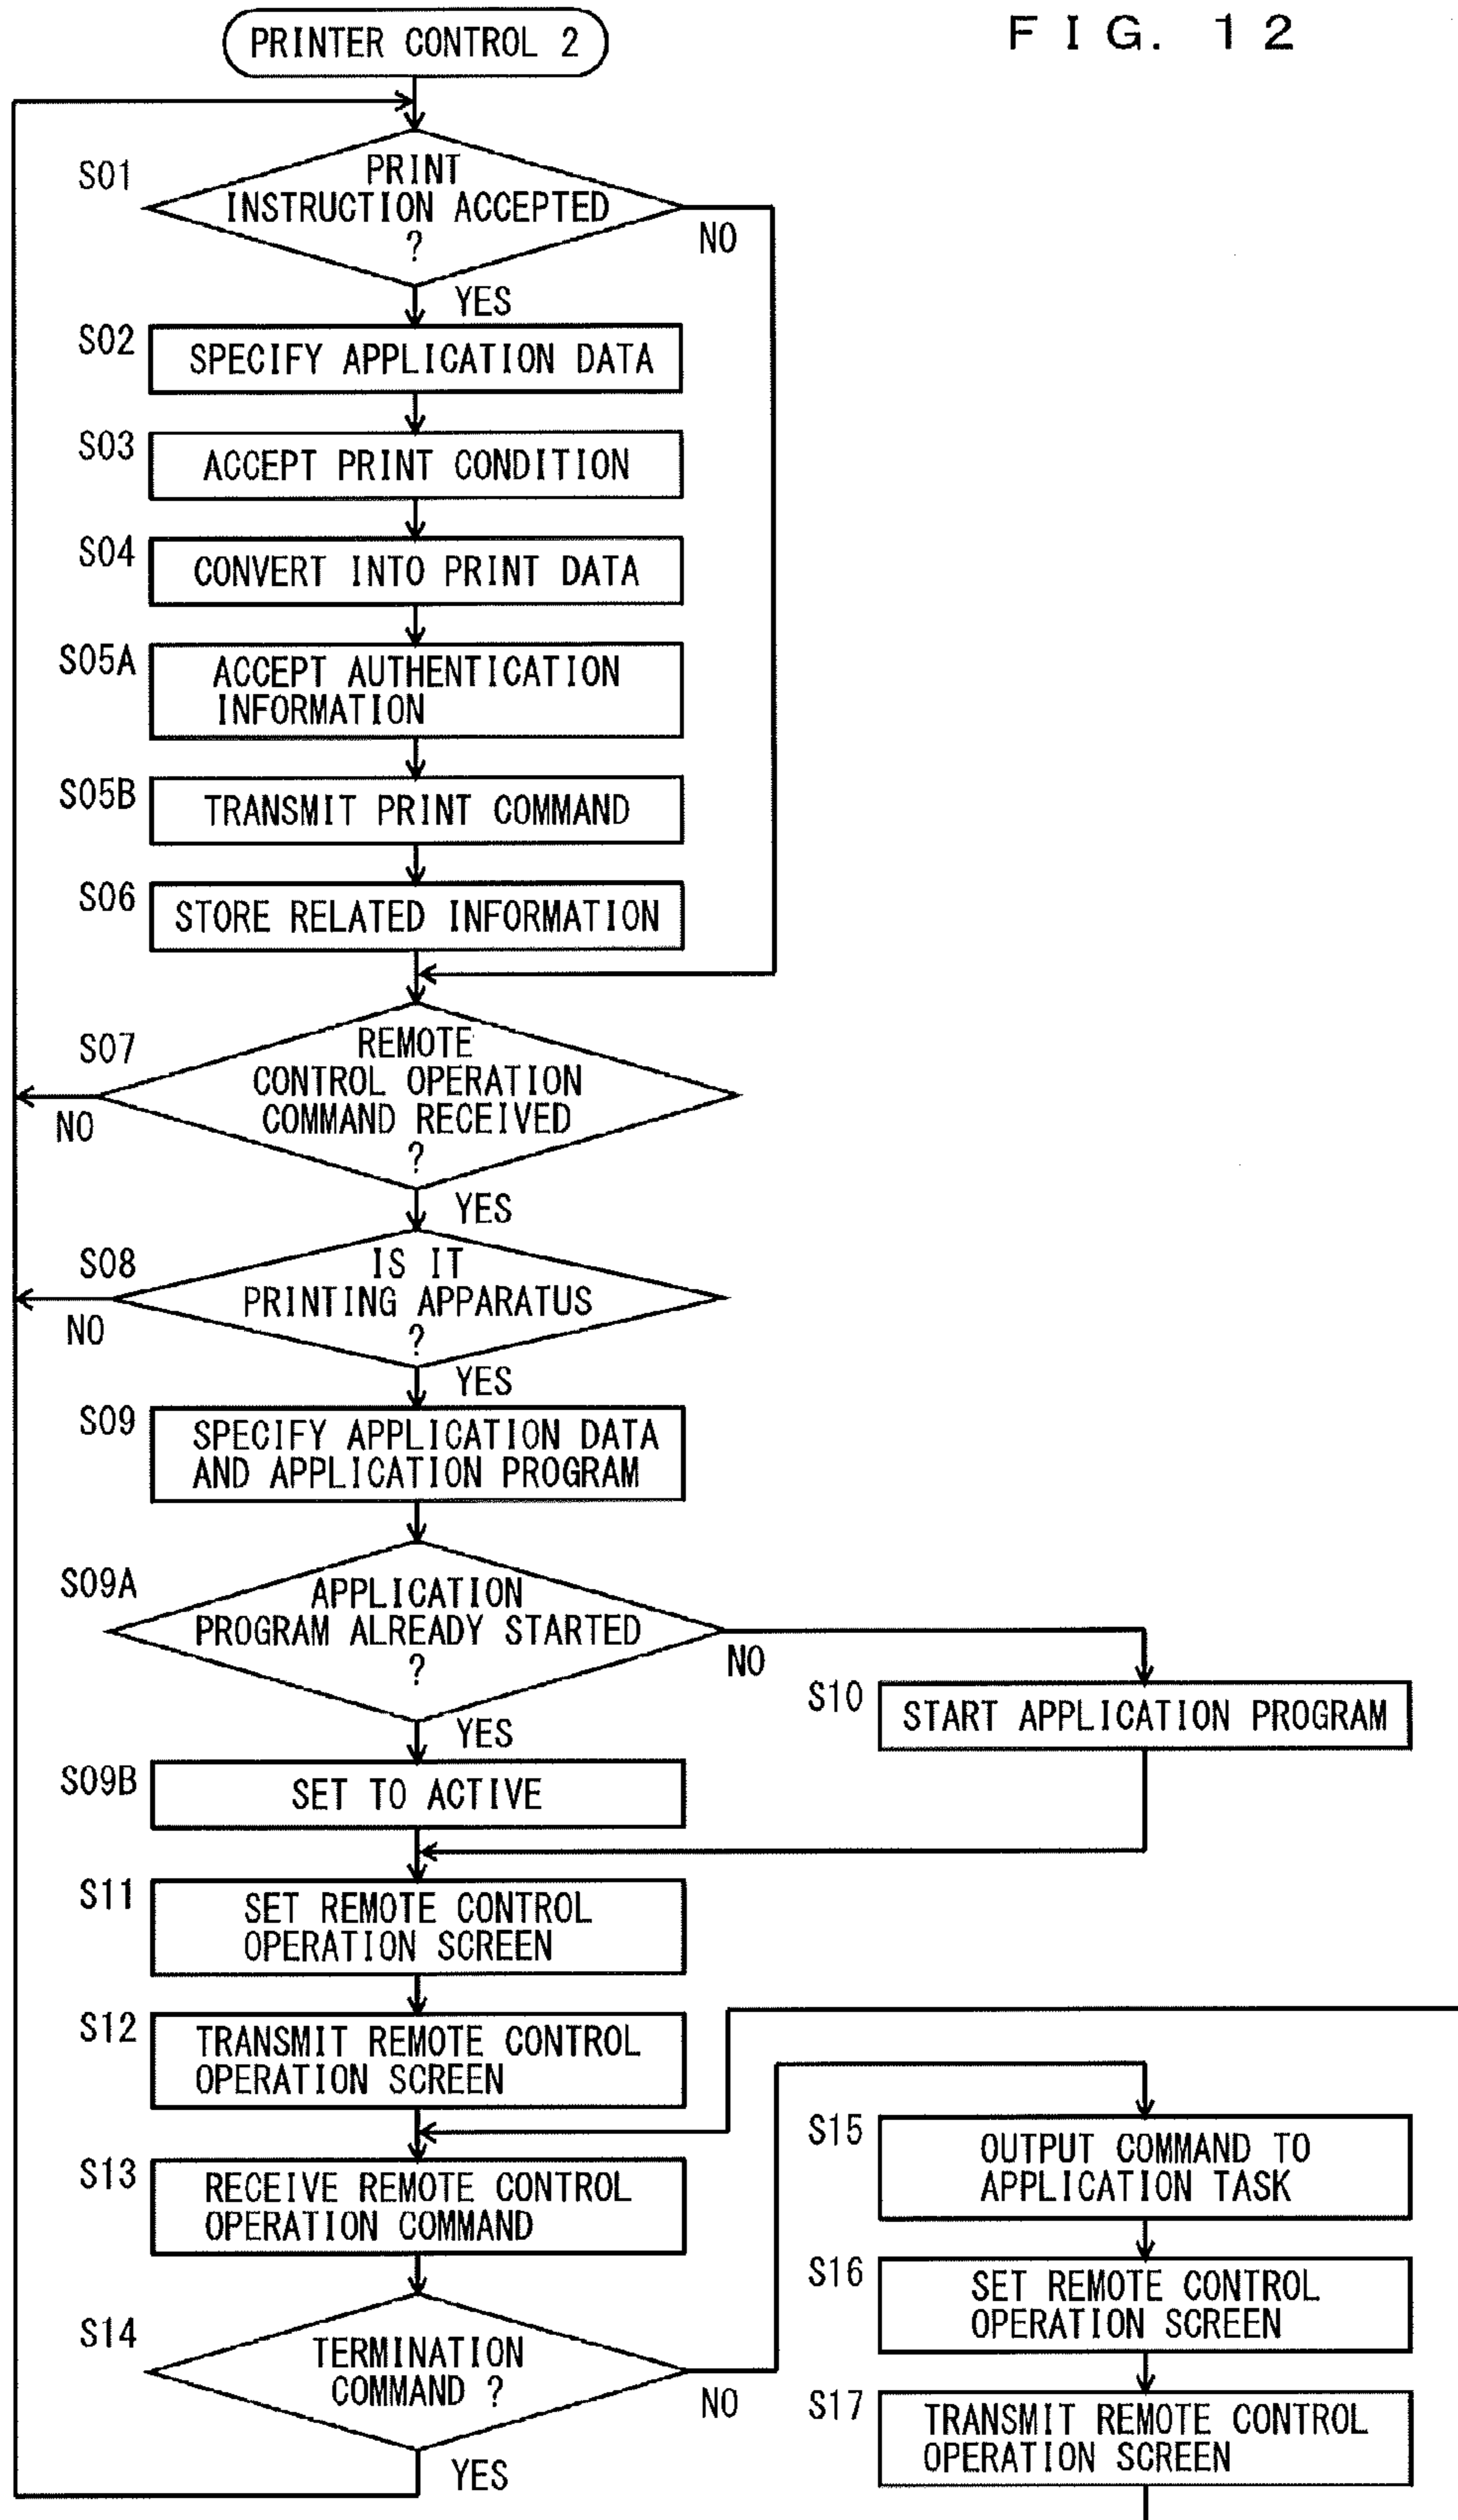 FIG. 12
PRINTER CONTROL 2
S01
PRINT
INSTRUCTION ACCEPTED
?
NO
YES
S02
SPECIFY APPLICATION DATA
S03
ACCEPT PRINT CONDITION
S04
CONVERT INTO PRINT DATA
S05A
ACCEPT AUTHENTICATION
INFORMATION
S05B
TRANSMIT PRINT COMMAND
S06
STORE RELATED INFORMATION
S07
REMOTE
CONTROL OPERATION
COMMAND RECEIVED
?
NO
YES
S08
IS IT
PRINTING APPARATUS
?
NO
YES
S09
SPECIFY APPLICATION DATA
AND APPLICATION PROGRAM
S09A
APPLICATION
PROGRAM ALREADY STARTED
?
NO
YES
S10
START APPLICATION PROGRAM
S09B
SET TO ACTIVE
S11
SET REMOTE CONTROL
OPERATION SCREEN
S12
TRANSMIT REMOTE CONTROL
OPERATION SCREEN
S13
RECEIVE REMOTE CONTROL
OPERATION COMMAND
S14
TERMINATION
COMMAND ?
NO
YES
S15
OUTPUT COMMAND TO
APPLICATION TASK
S16
SET REMOTE CONTROL
OPERATION SCREEN
S17
TRANSMIT REMOTE CONTROL
OPERATION SCREEN